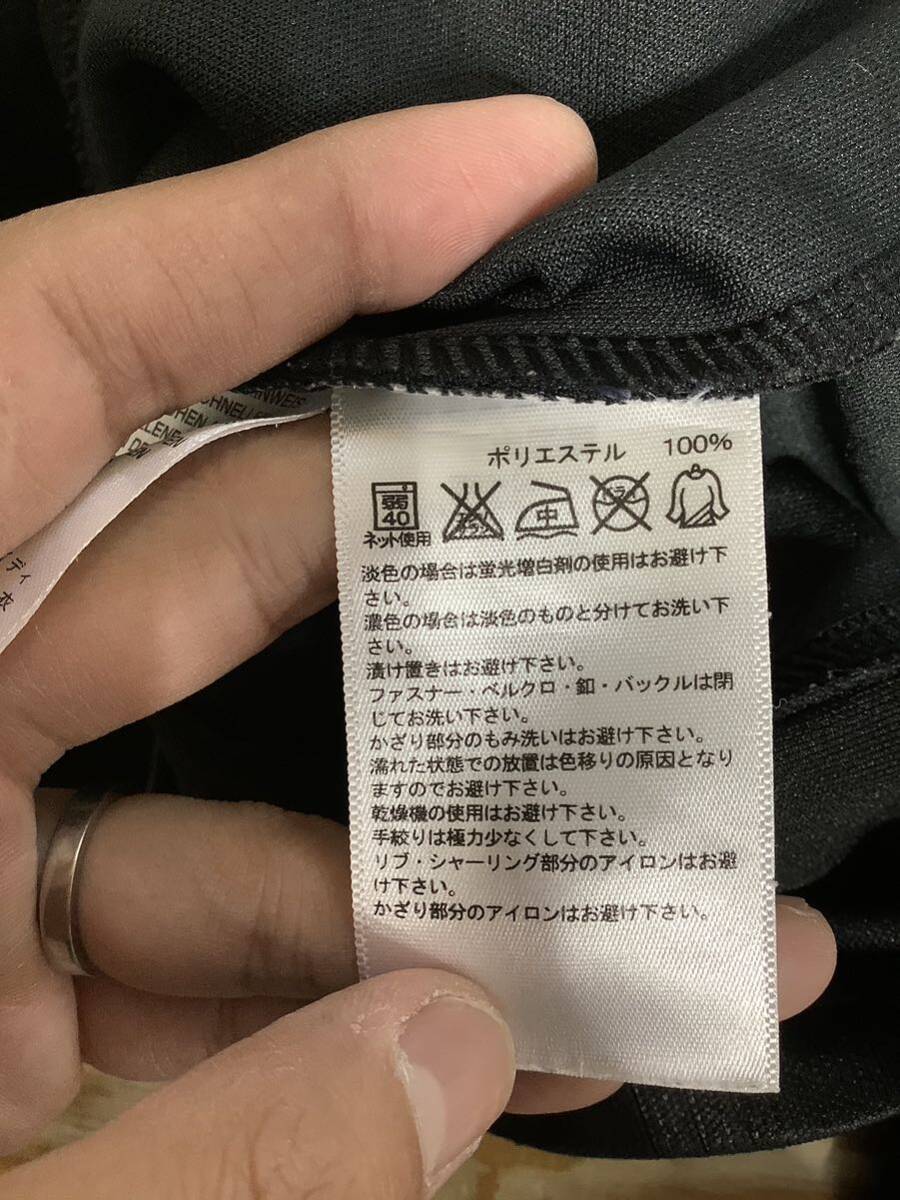 ポリエステル 100%
弱
40
中
ネット使用
淡色の場合は蛍光増白剤の使用はお避け下
さい。
濃色の場合は淡色のものと分けてお洗い下
さい。
漬け置きはお避け下さい。
ファスナー・ベルクロ・釦・バックルは閉
じてお洗い下さい。
かざり部分のもみ洗いはお避け下さい。
濡れた状態での放置は色移りの原因となり
ますのでお避け下さい。
乾燥機の使用はお避け下さい。
手絞りは極力少なくして下さい。
リブ・シャーリング部分のアイロンはお避
け下さい。
かざり部分のアイロンはお避け下さい。
ディ
衣